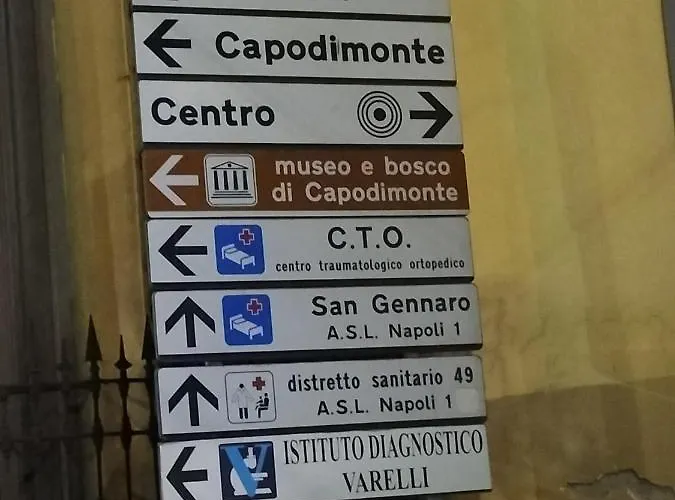 Capodimonte
Centro
museo e bosco
di Capodimonte
C.T.O.
centro traumatologico ortopedico
San Gennaro
A.S.L. Napoli 1
distretto sanitario 49
A.S.L. Napoli 1
V
ISTITUTO DIAGNOSTICO
VARELLI